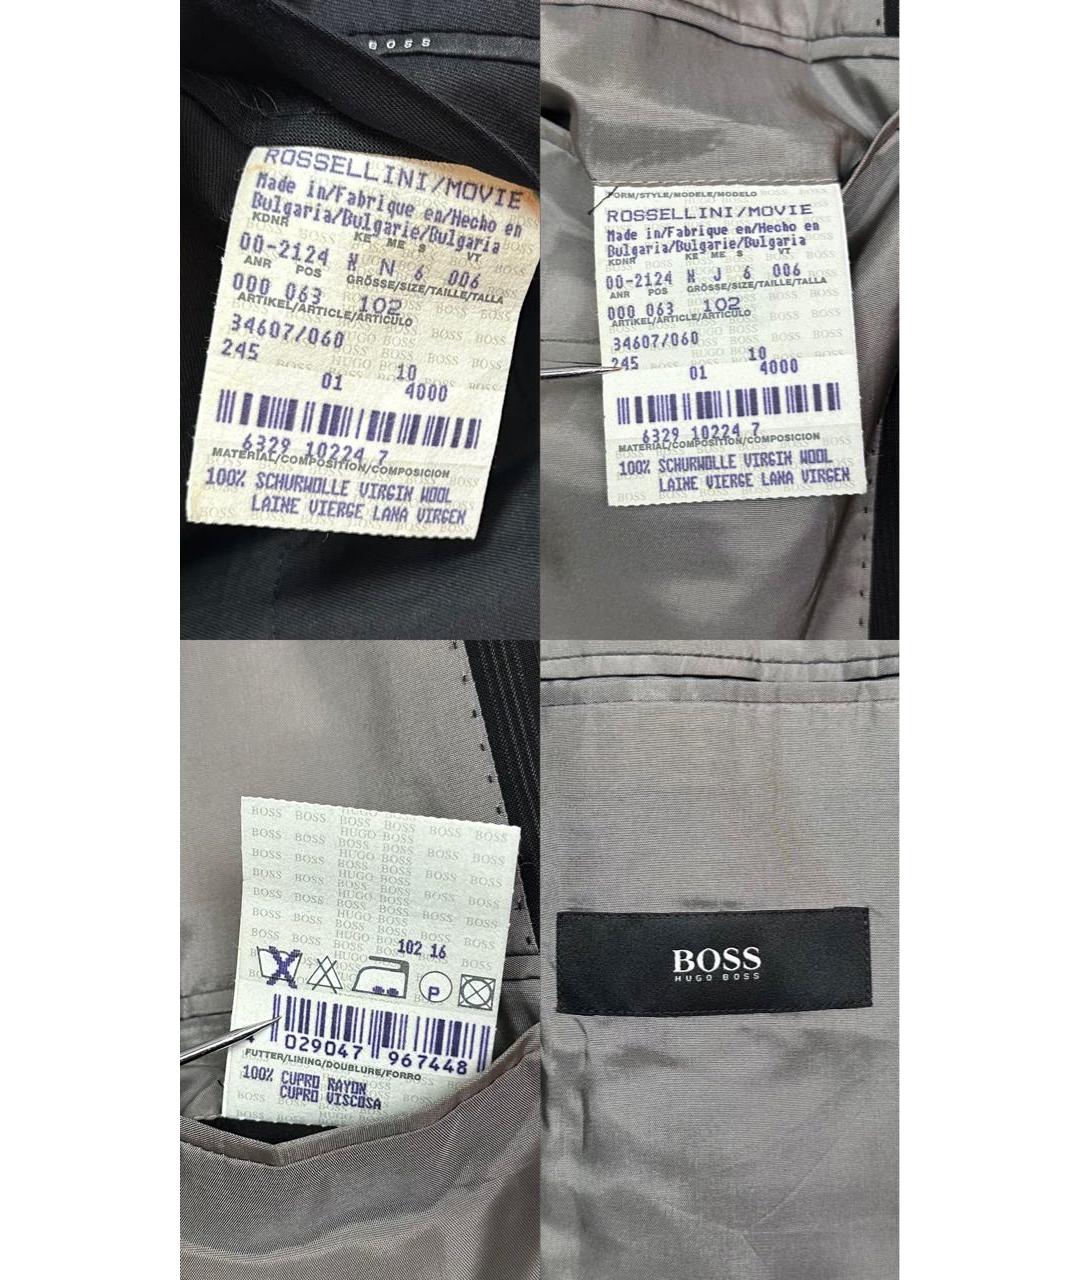 BOSS
ROSSELLINI/MOVIE
Made in/Fabrique en/Hecho en
Bulgaria/Bulgarie/Bulgaria
KDNR KE ME S VT
00-2124 N 6 006
ANR POS GRÖSSE/SIZE/TAILLE/TALLA
000 063 102
ARTIKEL/ARTICLE/ARTICULO
34607/060
245 10
01 4000
6329 10224 7
MATERIAL/COMPOSITION/COMPOSICION
100% SCHURWOLLE VIRGIN WOOL
LAINE VIERGE LANA VIRGEN
FORM/STYLE/MODELE/MODELO
ROSSELLINI/MOVIE
Made in/Fabrique en/Hecho en
Bulgaria/Bulgarie/Bulgaria
KDNR KE ME S VT
00-2124 J 6 006
ANR POS GRÖSSE/SIZE/TAILLE/TALLA
000 063 102
ARTIKEL/ARTICLE/ARTICULO
34607/060
245 10
01 4000
6329 10224 7
MATERIAL/COMPOSITION/COMPOSICION
100% SCHURWOLLE VIRGIN WOOL
LAINE VIERGE LANA VIRGEN
102 16
P
4 029047 967448
FUTTER/LINING/DOUBLURE/FORRO
100% CUPRO RAYON
CUPRO VISCOSA
BOSS
HUGO BOSS